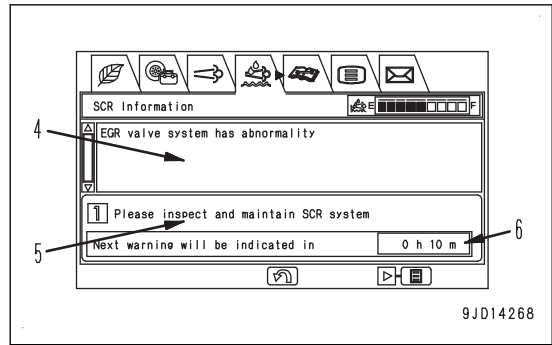 SCR Information
E F
4
EGR valve system has abnormality
1 Please inspect and maintain SCR system
5
Next warning will be indicated in 0 h 10 m
6
9JD14268